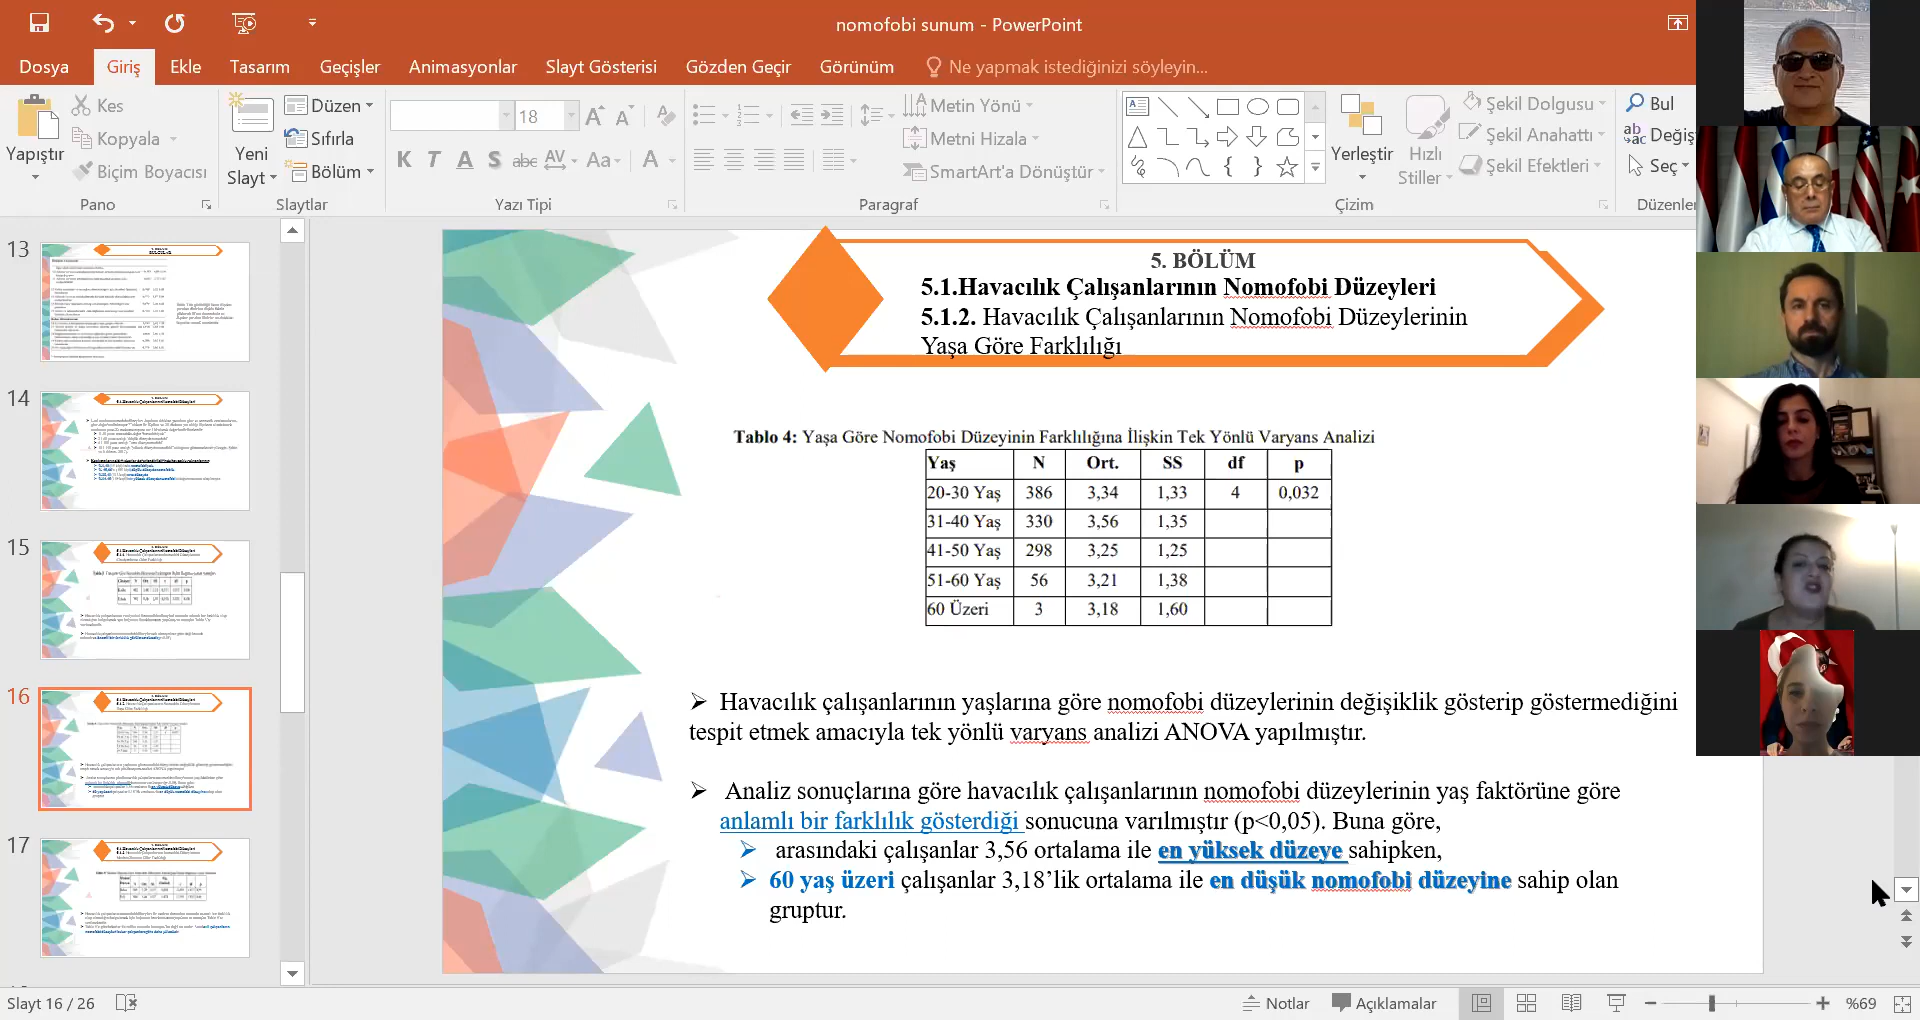 nomofobi sunum - PowerPoint
Dosya Giriş Ekle Tasarım Geçişler Animasyonlar Slayt Gösterisi Gözden Geçir Görünüm Ne yapmak istediğinizi söyleyin...
Yapıştır
Kes
Kopyala
Biçim Boyacısı
Pano
Yeni
Slayt
Düzen
Sıfırla
Bölüm
Slaytlar
18
K T A S abc AV Aa A
Yazı Tipi
Metin Yönü
Metni Hizala
SmartArt'a Dönüştür
Paragraf
Yerleştir
Hızlı
Stiller
Şekil Dolgusu
Şekil Anahattı
Şekil Efektleri
Çizim
Bul
Değiş
Seç
Düzenler
13
14
15
16
17
5. BÖLÜM
5.1.Havacılık Çalışanlarının Nomofobi Düzeyleri
5.1.2. Havacılık Çalışanlarının Nomofobi Düzeylerinin
Yaşa Göre Farklılığı
Tablo 4: Yaşa Göre Nomofobi Düzeyinin Farklılığına İlişkin Tek Yönlü Varyans Analizi
Yaş N Ort. SS df p
20-30 Yaş 386 3,34 1,33 4 0,032
31-40 Yaş 330 3,56 1,35
41-50 Yaş 298 3,25 1,25
51-60 Yaş 56 3,21 1,38
60 Üzeri 3 3,18 1,60
➢ Havacılık çalışanlarının yaşlarına göre nomofobi düzeylerinin değişiklik gösterip göstermediğini
tespit etmek amacıyla tek yönlü varyans analizi ANOVA yapılmıştır.
➢ Analiz sonuçlarına göre havacılık çalışanlarının nomofobi düzeylerinin yaş faktörüne göre
anlamlı bir farklılık gösterdiği sonucuna varılmıştır (p<0,05). Buna göre,
➢ arasındaki çalışanlar 3,56 ortalama ile en yüksek düzeye sahipken,
➢ 60 yaş üzeri çalışanlar 3,18’lik ortalama ile en düşük nomofobi düzeyine sahip olan
gruptur.
Slayt 16 / 26
Notlar
Açıklamalar
%69